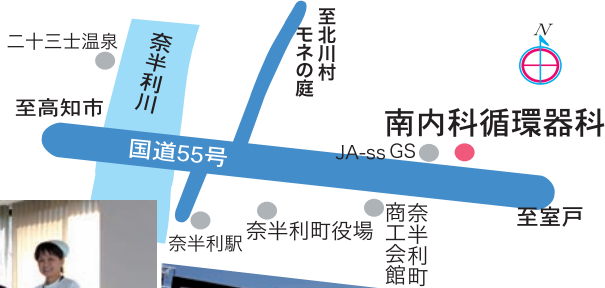 二十三士温泉
奈半利川
至北川村
モネの庭
N
至高知市
南内科循環器科
国道55号
JA-ss GS
至室戸
奈半利駅
奈半利町役場
奈半利町
商工会館